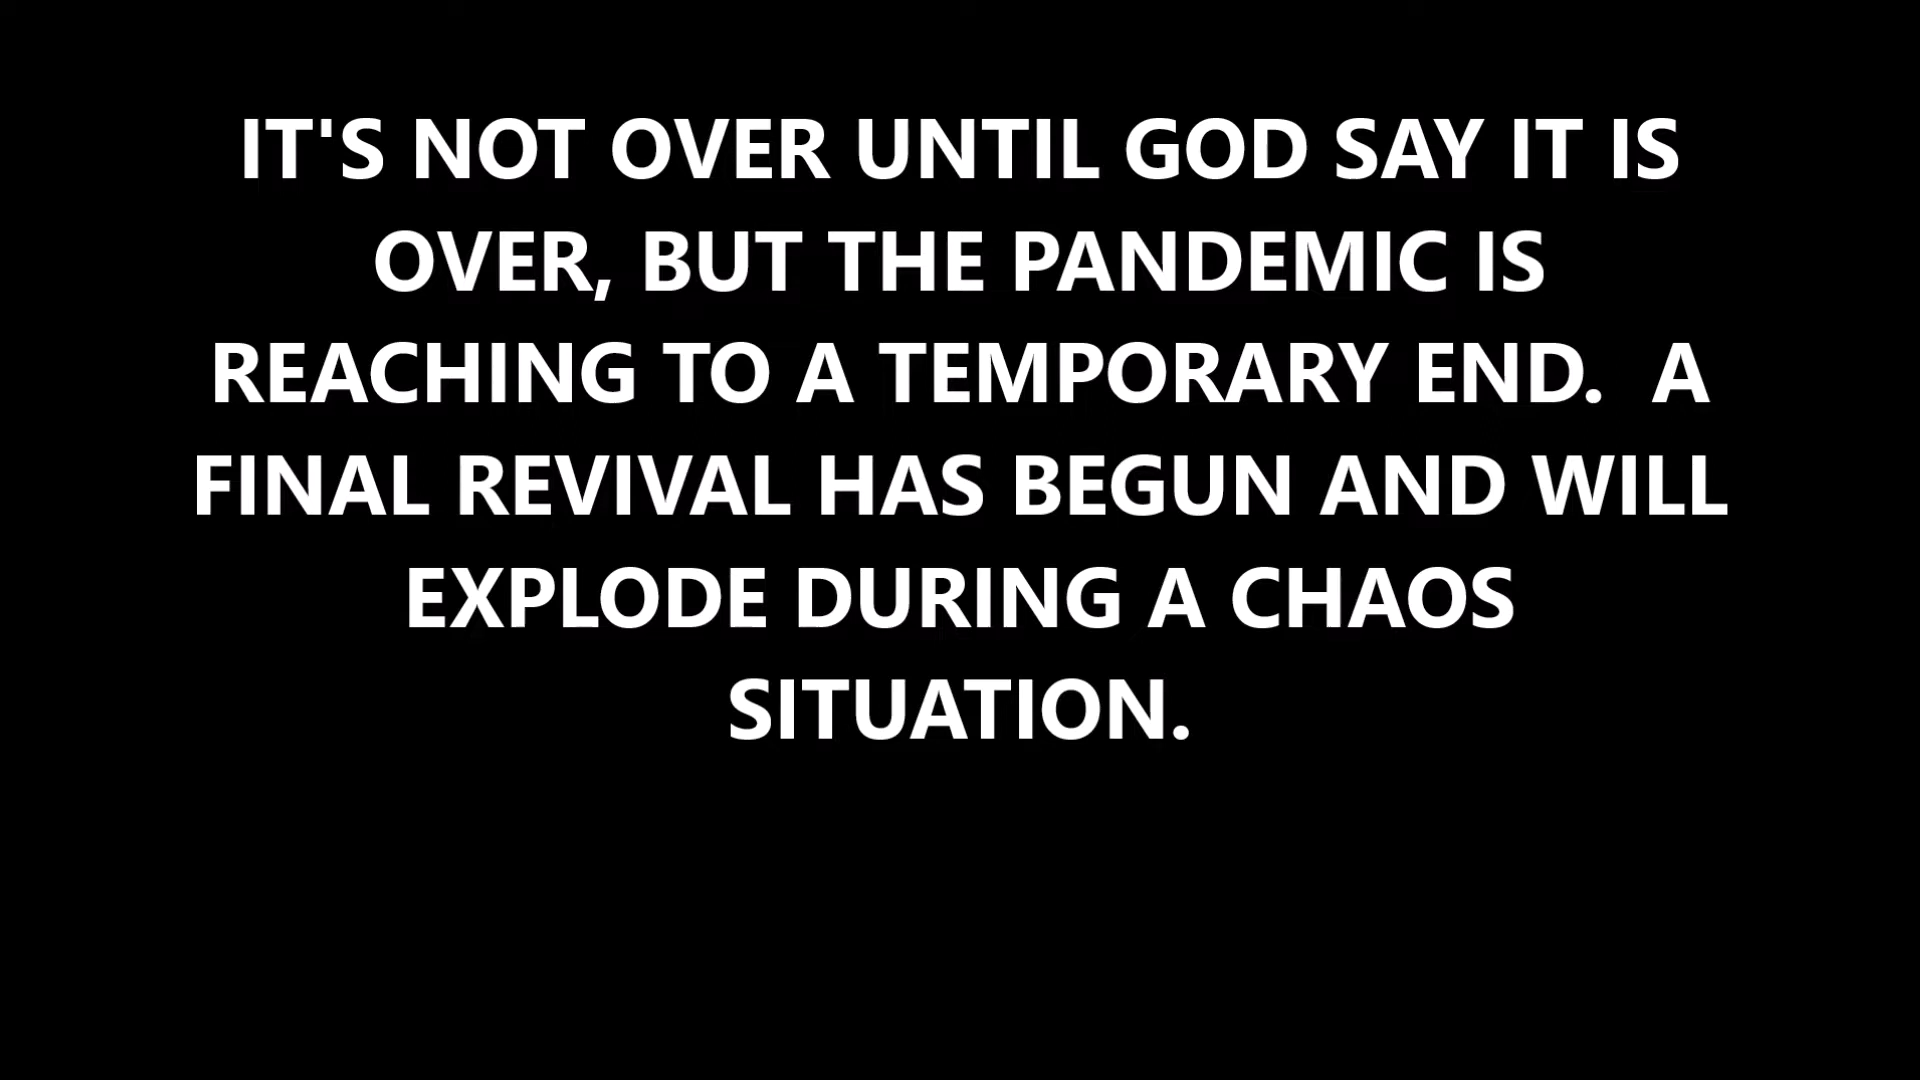 IT'S NOT OVER UNTIL GOD SAY IT IS
OVER, BUT THE PANDEMIC IS
REACHING TO A TEMPORARY END.  A
FINAL REVIVAL HAS BEGUN AND WILL
EXPLODE DURING A CHAOS
SITUATION.